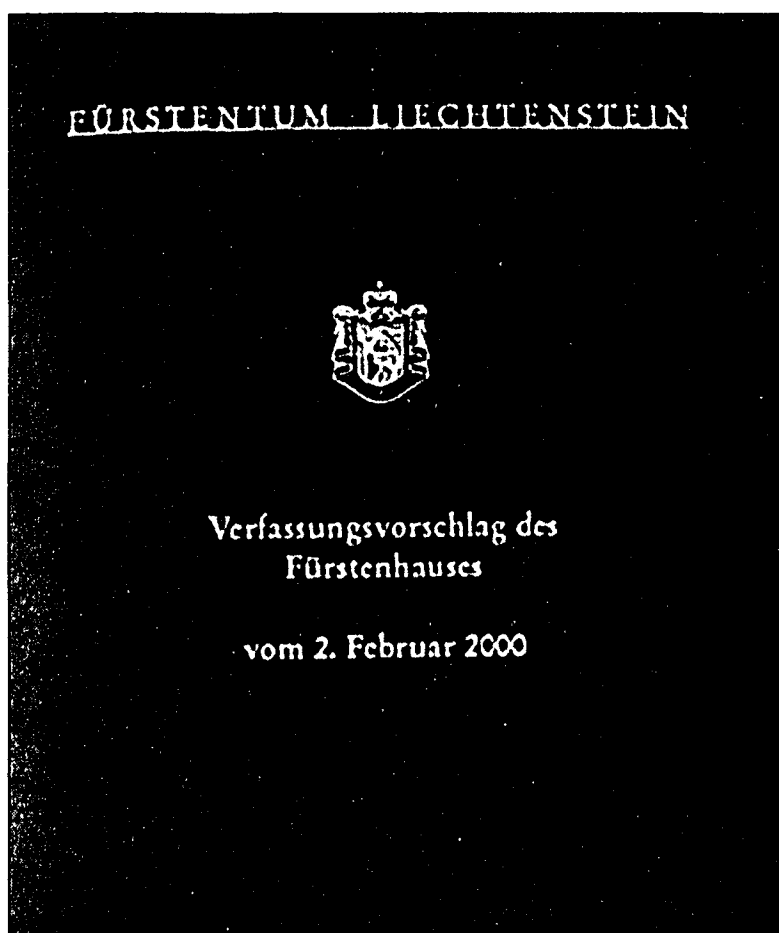 FÜRSTENTUM LIECHTENSTEIN
Verfassungsvorschlag des
Fürstenhauses
vom 2. Februar 2000